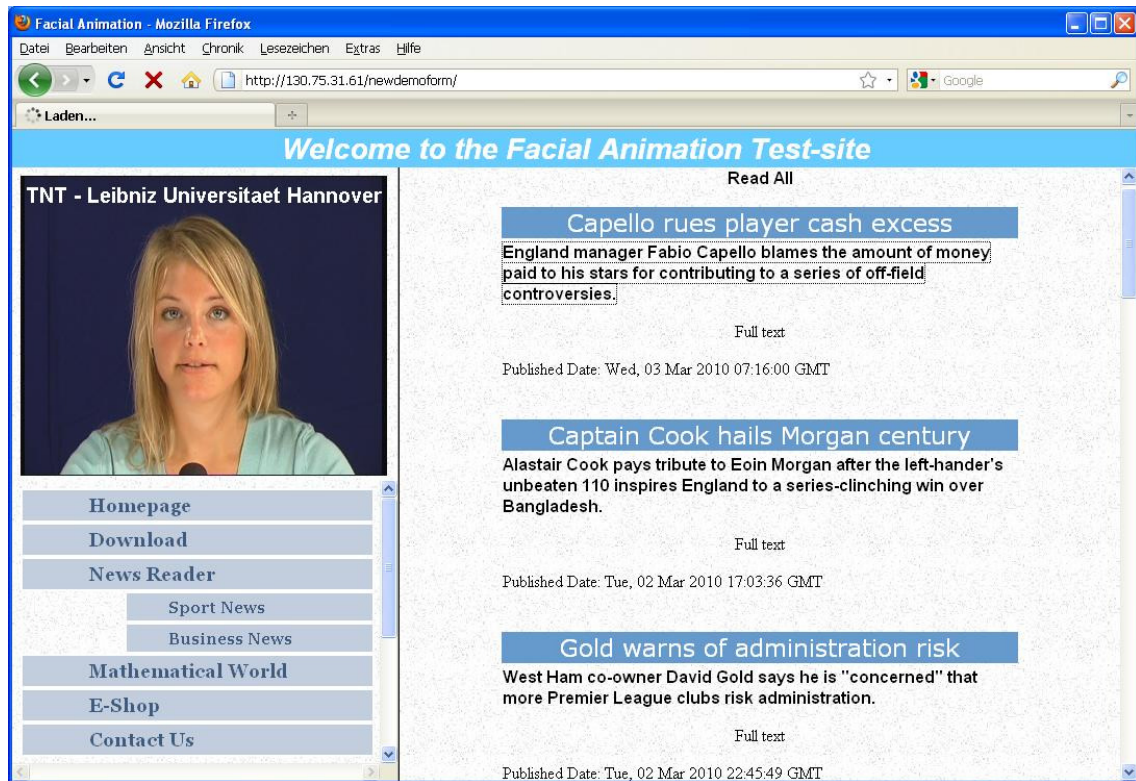 Facial Animation - Mozilla Firefox
Datei Bearbeiten Ansicht Chronik Lesezeichen Extras Hilfe
http://130.75.31.61/newdemoform/
Google
Laden...
Welcome to the Facial Animation Test-site
TNT - Leibniz Universitaet Hannover
Homepage
Download
News Reader
Sport News
Business News
Mathematical World
E-Shop
Contact Us
Read All
Capello rues player cash excess
England manager Fabio Capello blames the amount of money
paid to his stars for contributing to a series of off-field
controversies.
Full text
Published Date: Wed, 03 Mar 2010 07:16:00 GMT
Captain Cook hails Morgan century
Alastair Cook pays tribute to Eoin Morgan after the left-hander's
unbeaten 110 inspires England to a series-clinching win over
Bangladesh.
Full text
Published Date: Tue, 02 Mar 2010 17:03:36 GMT
Gold warns of administration risk
West Ham co-owner David Gold says he is "concerned" that
more Premier League clubs risk administration.
Full text
Published Date: Tue, 02 Mar 2010 22:45:49 GMT